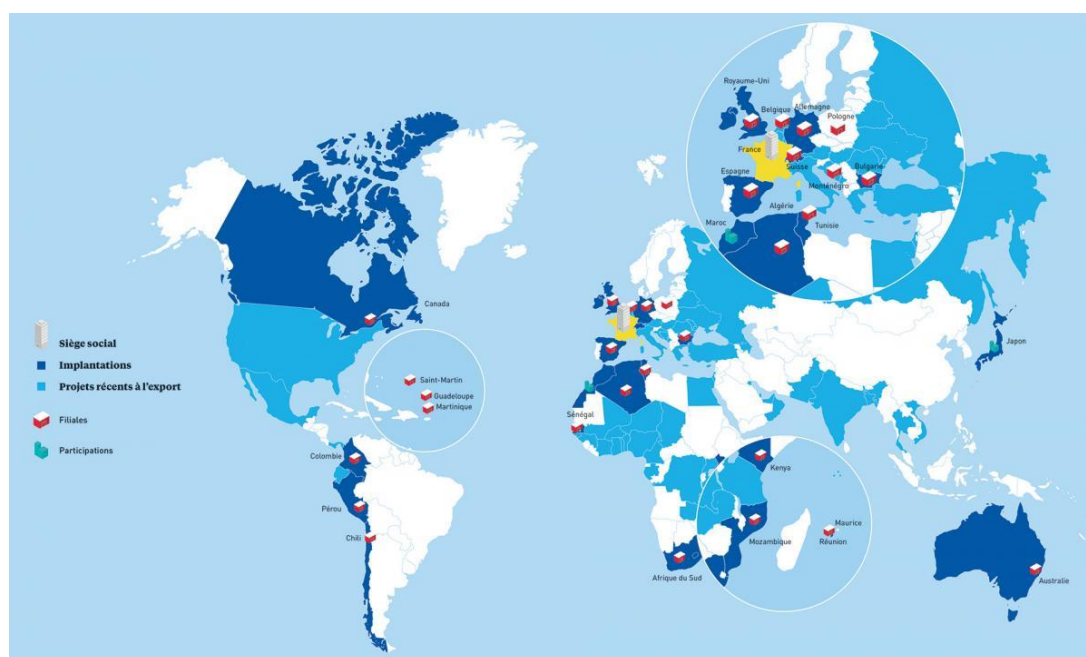 Royaume-Uni
Belgique
Allemagne
Pologne
France
Suisse
Bulgarie
Espagne
Monténégro
Algérie
Maroc
Tunisie
Canada
Japon
Siège social
Implantations
Projets récents à l'export
Filiales
Participations
Saint-Martin
Guadeloupe
Martinique
Sénégal
Colombie
Kenya
Pérou
Maurice
Chili
Mozambique
Réunion
Afrique du Sud
Australie